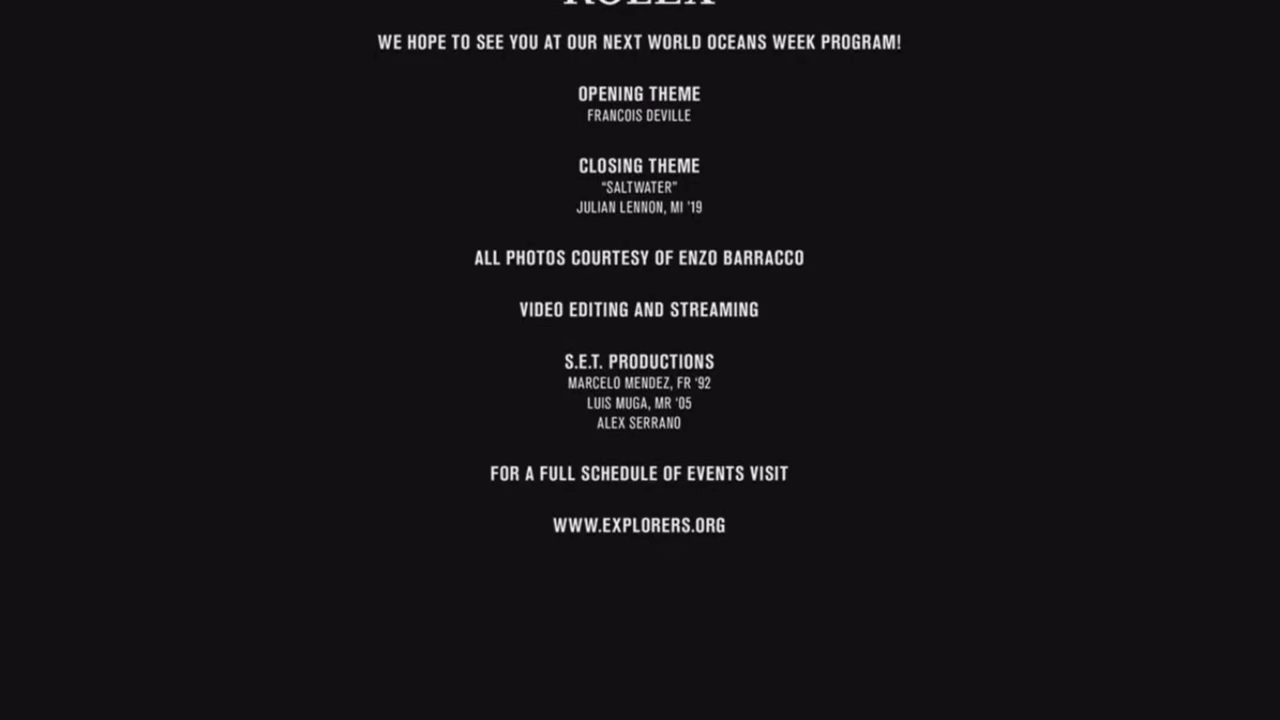 ROLEX
WE HOPE TO SEE YOU AT OUR NEXT WORLD OCEANS WEEK PROGRAM!
OPENING THEME
FRANCOIS DEVILLE
CLOSING THEME
“SALTWATER”
JULIAN LENNON, MI '19
ALL PHOTOS COURTESY OF ENZO BARRACCO
VIDEO EDITING AND STREAMING
S.E.T. PRODUCTIONS
MARCELO MENDEZ, FR ‘92
LUIS MUGA, MR ‘05
ALEX SERRANO
FOR A FULL SCHEDULE OF EVENTS VISIT
WWW.EXPLORERS.ORG